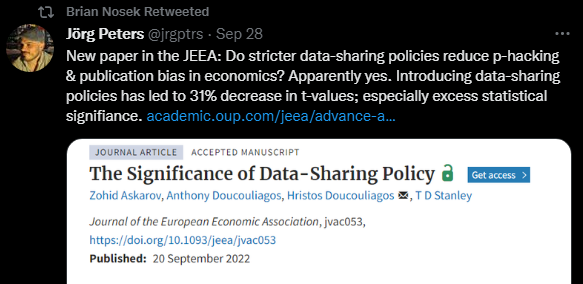 Brian Nosek Retweeted
Jörg Peters @jrgptrs · Sep 28
New paper in the JEEA: Do stricter data-sharing policies reduce p-hacking
& publication bias in economics? Apparently yes. Introducing data-sharing
policies has led to 31% decrease in t-values; especially excess statistical
signifiance. academic.oup.com/jeea/advance-a...
JOURNAL ARTICLE ACCEPTED MANUSCRIPT
The Significance of Data-Sharing Policy Get access >
Zohid Askarov, Anthony Doucouliagos, Hristos Doucouliagos, T D Stanley
Journal of the European Economic Association, jvac053,
https://doi.org/10.1093/jeea/jvac053
Published: 20 September 2022